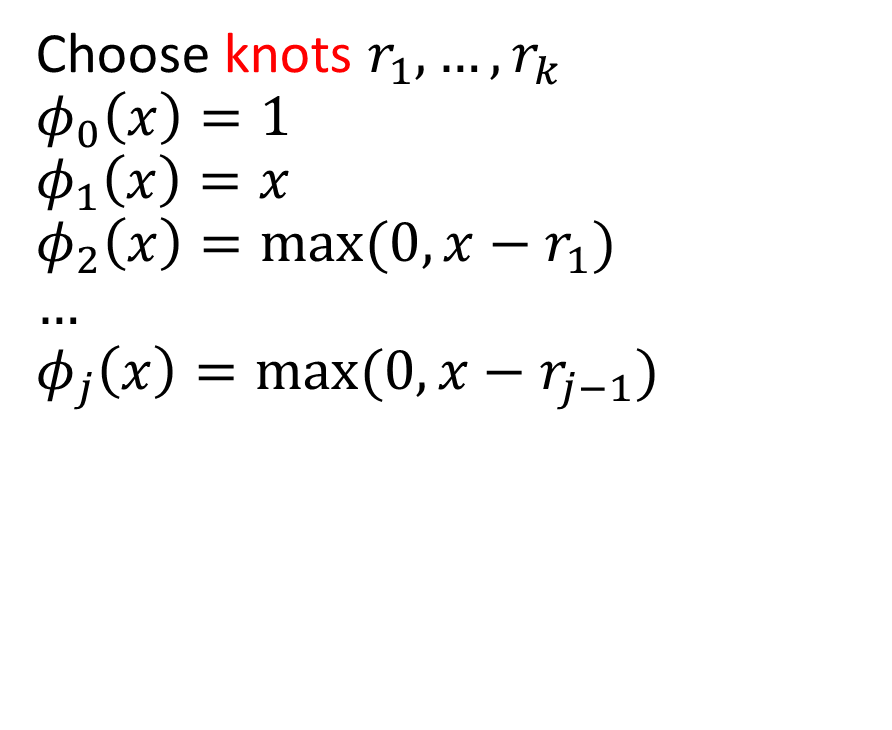 Choose knots r₁, … , rₖ
ϕ₀(x) = 1
ϕ₁(x) = x
ϕ₂(x) = max(0, x − r₁)
…
ϕⱼ(x) = max(0, x − rⱼ₋₁)